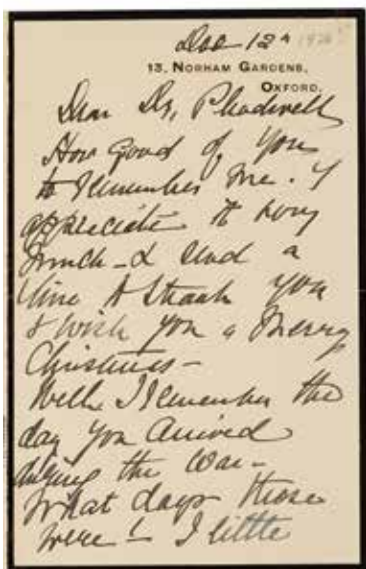 Dec 12th 1926
13, NORHAM GARDENS,
OXFORD.
Dear Dr,
How good of you
to remember me. I
appreciate it very
much - & send a
line to thank you
& wish you a Merry
Christmas -
Well I remember the
day you arrived
during the war -
What days those
were! - I little